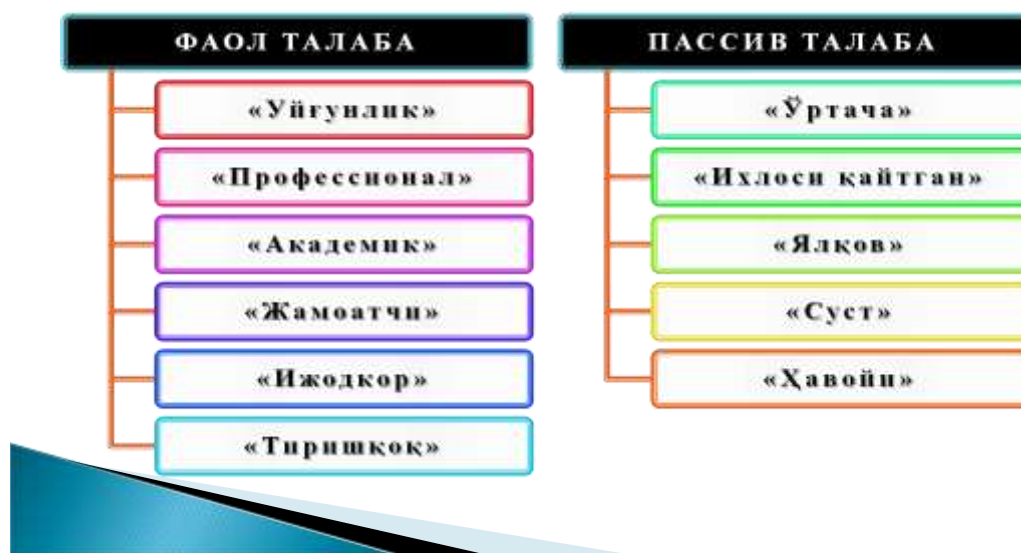 ФАОЛ ТАЛАБА
«Уйғунлик»
«Профессионал»
«Академик»
«Жамоатчи»
«Ижодкор»
«Тиришқоқ»
ПАССИВ ТАЛАБА
«Ўртача»
«Ихлоси қайтган»
«Ялқов»
«Суст»
«Ҳавойи»